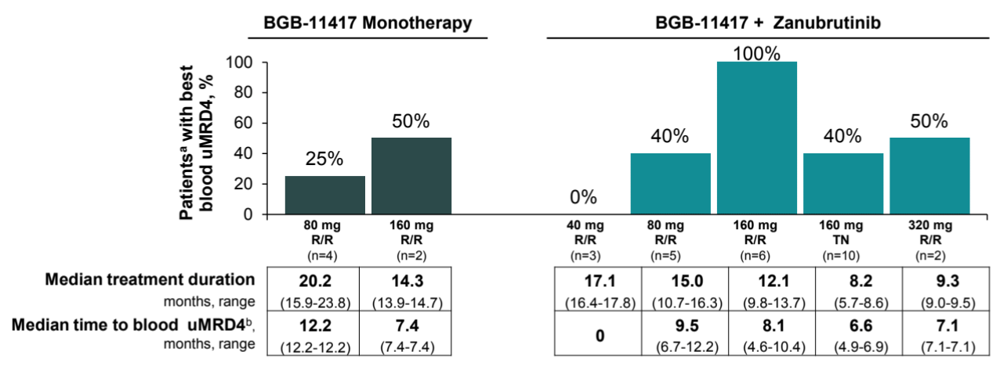 BGB-11417 Monotherapy
BGB-11417 + Zanubrutinib
Patientsᵃ with best
blood uMRD4, %
100
80
60
40
20
0
25%
50%
0%
40%
100%
40%
50%
80 mg
R/R
(n=4)
160 mg
R/R
(n=2)
40 mg
R/R
(n=3)
80 mg
R/R
(n=5)
160 mg
R/R
(n=6)
160 mg
TN
(n=10)
320 mg
R/R
(n=2)
Median treatment duration
months, range
20.2 14.3 17.1 15.0 12.1 8.2 9.3
(15.9-23.8) (13.9-14.7) (16.4-17.8) (10.7-16.3) (9.8-13.7) (5.7-8.6) (9.0-9.5)
Median time to blood uMRD4ᵇ,
months, range
12.2 7.4 0 9.5 8.1 6.6 7.1
(12.2-12.2) (7.4-7.4) (6.7-12.2) (4.6-10.4) (4.9-6.9) (7.1-7.1)